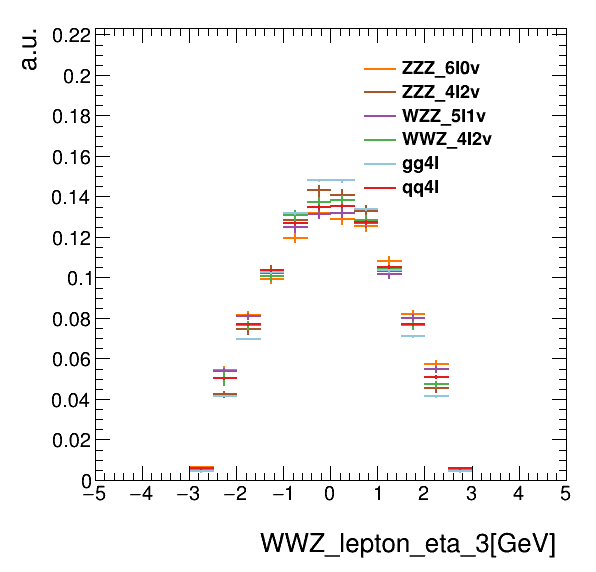 a.u.
0.22
0.2
0.18
0.16
0.14
0.12
0.1
0.08
0.06
0.04
0.02
0
ZZZ_6l0v
ZZZ_4l2v
WZZ_5l1v
WWZ_4l2v
gg4l
qq4l
−5 −4 −3 −2 −1 0 1 2 3 4 5
WWZ_lepton_eta_3[GeV]